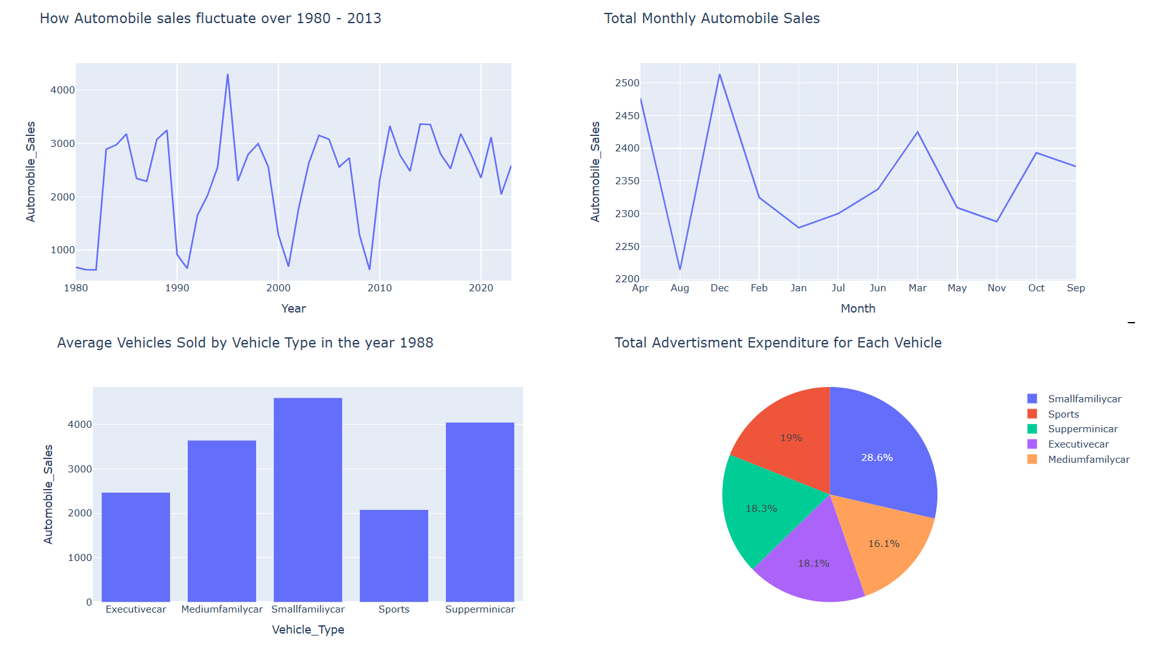 How Automobile sales fluctuate over 1980 - 2013
Automobile_Sales
4000
3000
2000
1000
1980 1990 2000 2010 2020
Year
Total Monthly Automobile Sales
Automobile_Sales
2500
2450
2400
2350
2300
2250
2200
Apr Aug Dec Feb Jan Jul Jun Mar May Nov Oct Sep
Month
Average Vehicles Sold by Vehicle Type in the year 1988
Automobile_Sales
4000
3000
2000
1000
0
Executivecar Mediumfamilycar Smallfamiliycar Sports Supperminicar
Vehicle_Type
Total Advertisment Expenditure for Each Vehicle
19%
28.6%
18.3%
16.1%
18.1%
Smallfamiliycar
Sports
Supperminicar
Executivecar
Mediumfamilycar